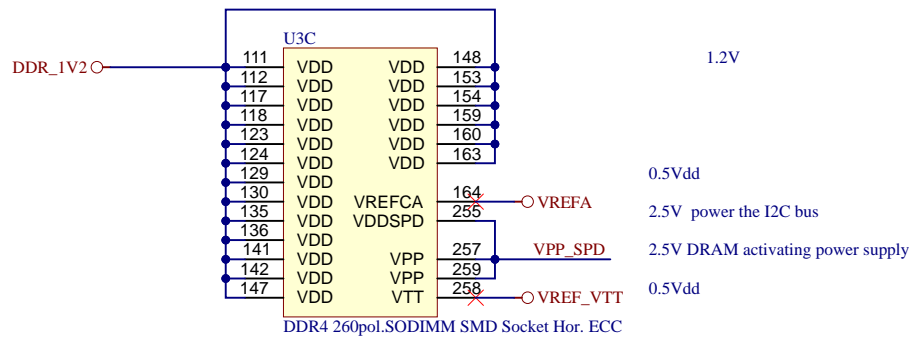 U3C
DDR_1V2
111 VDD VDD 148 1.2V
112 VDD VDD 153
117 VDD VDD 154
118 VDD VDD 159
123 VDD VDD 160
124 VDD VDD 163
129 VDD 0.5Vdd
130 VDD VREFCA 164 VREFA
135 VDD VDDSPD 255 2.5V power the I2C bus
136 VDD
141 VDD VPP 257 VPP_SPD 2.5V DRAM activating power supply
142 VDD VPP 259
147 VDD VTT 258 VREF_VTT 0.5Vdd
DDR4 260pol.SODIMM SMD Socket Hor. ECC